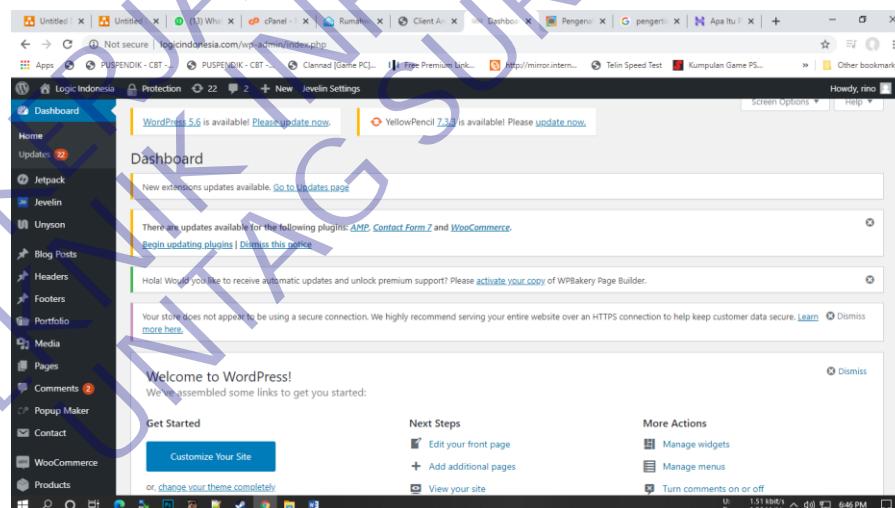 Untitled
(13) What
cPanel -
Rumahw
Client Ar
Dashboa
Pengenal
pengertia
Apa Itu
Not secure | logicindonesia.com/wp-admin/index.php
Apps
PUSPENDIK - CBT -...
PUSPENDIK - CBT -...
Clannad [Game PC]...
Free Premium Link...
http://mirror.intern...
Telin Speed Test
Kumpulan Game PS...
»
Other bookmark
Logic Indonesia
Protection
22
2
+ New
Jevelin Settings
Howdy, rino
Dashboard
Home
Updates 22
Jetpack
Jevelin
Unyson
Blog Posts
Headers
Footers
Portfolio
Media
Pages
Comments 2
Popup Maker
Contact
WooCommerce
Products
Screen Options
Help
WordPress 5.6 is available! Please update now.
YellowPencil 7.3.3 is available! Please update now.
Dashboard
New extensions updates available. Go to Updates page
There are updates available for the following plugins: AMP, Contact Form 7 and WooCommerce.
Begin updating plugins | Dismiss this notice
Hola! Would you like to receive automatic updates and unlock premium support? Please activate your copy of WPBakery Page Builder.
Your store does not appear to be using a secure connection. We highly recommend serving your entire website over an HTTPS connection to help keep customer data secure. Learn
more here.
Dismiss
Welcome to WordPress!
Dismiss
We've assembled some links to get you started:
Get Started
Customize Your Site
or, change your theme completely
Next Steps
Edit your front page
Add additional pages
View your site
More Actions
Manage widgets
Manage menus
Turn comments on or off
U: 1.51 kbit/s
6:46 PM
UNTAG SUR